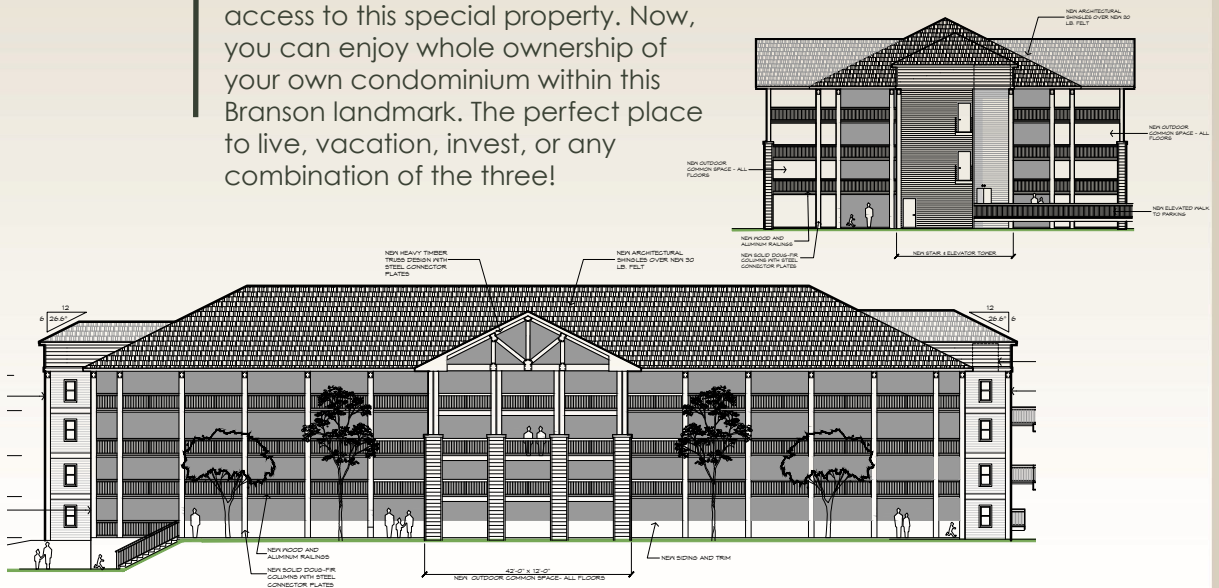 access to this special property. Now,
you can enjoy whole ownership of
your own condominium within this
Branson landmark. The perfect place
to live, vacation, invest, or any
combination of the three!
NEW ARCHITECTURAL
SHINGLES OVER NEW 30
LB. FELT
NEW OUTDOOR
COMMON SPACE - ALL
FLOORS
NEW OUTDOOR
COMMON SPACE - ALL
FLOORS
NEW ELEVATED WALK
TO PARKING
NEW WOOD AND
ALUMINUM RAILINGS
NEW SOLID DOUG-FIR
COLUMNS WITH STEEL
CONNECTOR PLATES
NEW STAIR & ELEVATOR TOWER
NEW HEAVY TIMBER
TRUSS DESIGN WITH
STEEL CONNECTOR
PLATES
NEW ARCHITECTURAL
SHINGLES OVER NEW 30
LB. FELT
12
6 26.6°
12
26.6° 6
NEW WOOD AND
ALUMINUM RAILINGS
NEW SOLID DOUG-FIR
COLUMNS WITH STEEL
CONNECTOR PLATES
42'-0" x 12'-0"
NEW OUTDOOR COMMON SPACE- ALL FLOORS
NEW SIDING AND TRIM